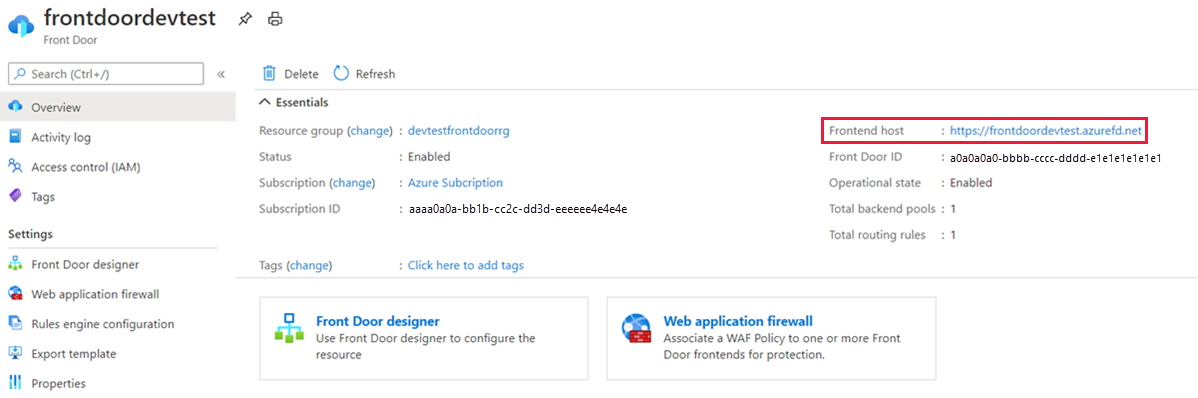 frontdoordevtest
Front Door
Search (Ctrl+/)
«
Overview
Activity log
Access control (IAM)
Tags
Settings
Front Door designer
Web application firewall
Rules engine configuration
Export template
Properties
Delete Refresh
Essentials
Resource group (change) : devtestfrontdoorrg
Status : Enabled
Subscription (change) : Azure Subcription
Subscription ID : aaaa0a0a-bb1b-cc2c-dd3d-eeeeee4e4e4e
Tags (change) : Click here to add tags
Frontend host : https://frontdoordevtest.azurefd.net
Front Door ID : a0a0a0a0-bbbb-cccc-dddd-e1e1e1e1e1e1
Operational state : Enabled
Total backend pools : 1
Total routing rules : 1
Front Door designer
Use Front Door designer to configure the
resource
Web application firewall
Associate a WAF Policy to one or more Front
Door frontends for protection.